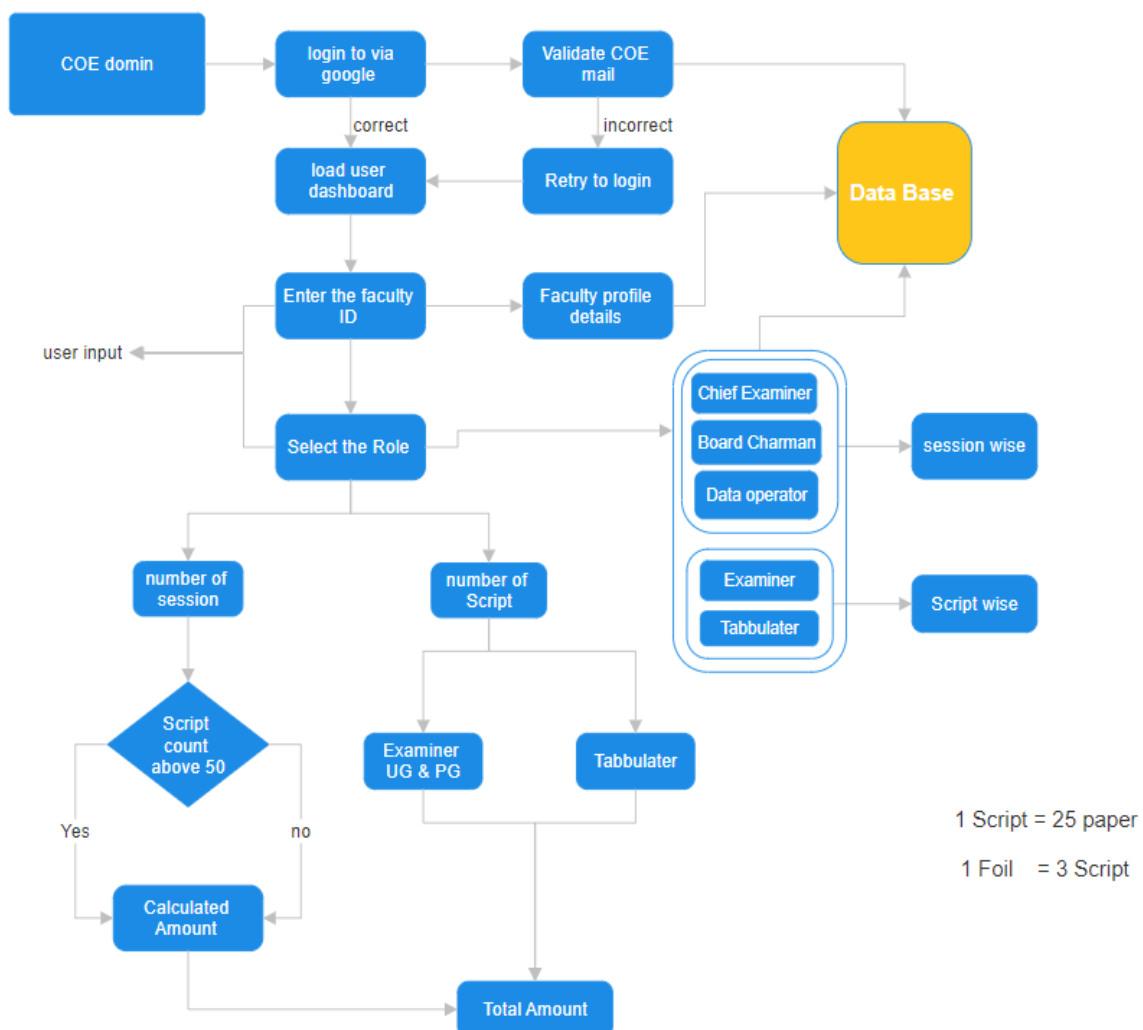 COE domin
login to via
google
Validate COE
mail
correct
incorrect
load user
dashboard
Retry to login
Data Base
Enter the faculty
ID
Faculty profile
details
user input
Chief Examiner
Select the Role
Board Charman
session wise
Data operator
number of
session
number of
Script
Examiner
Script wise
Tabbulater
Script
count
above 50
Examiner
UG & PG
Tabbulater
Yes
no
1 Script = 25 paper
1 Foil = 3 Script
Calculated
Amount
Total Amount